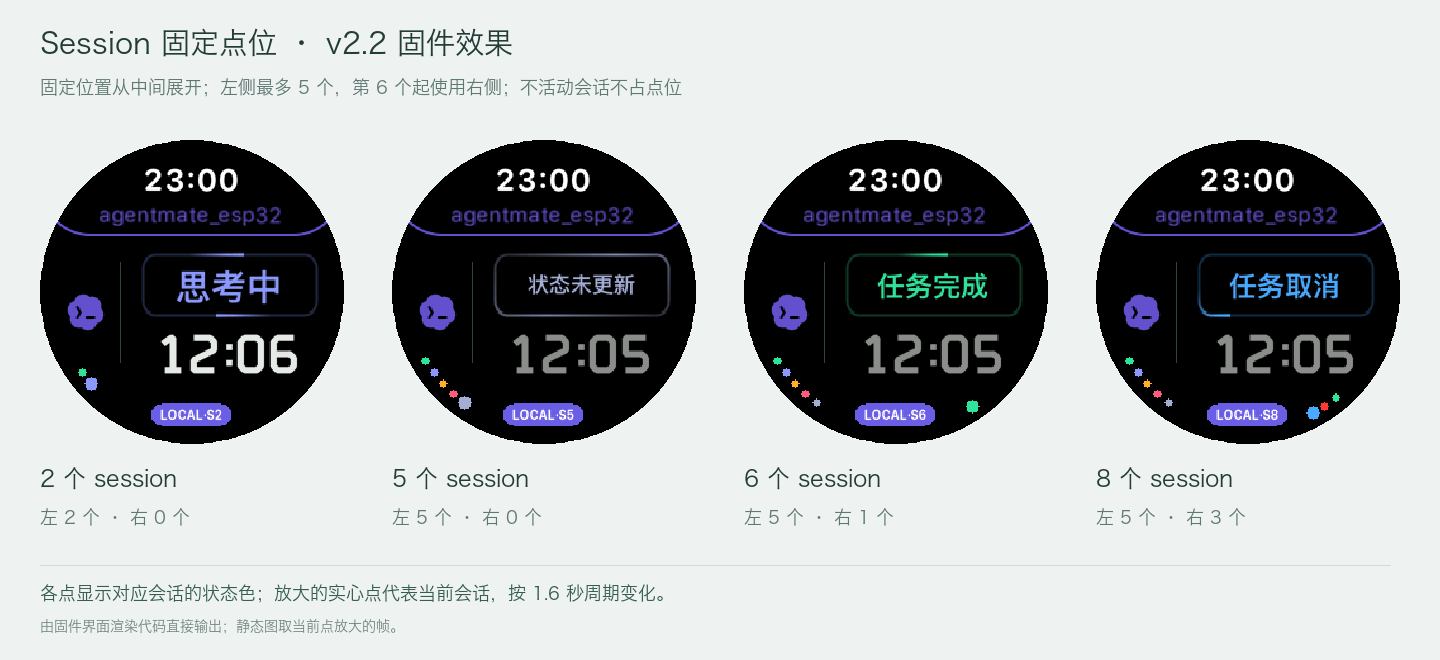 Session 固定点位 · v2.2 固件效果
固定位置从中间展开；左侧最多 5 个，第 6 个起使用右侧；不活动会话不占点位
23:00
agentmate_esp32
思考中
12:06
LOCAL·S2
2 个 session
左 2 个 · 右 0 个
23:00
agentmate_esp32
状态未更新
12:05
LOCAL·S5
5 个 session
左 5 个 · 右 0 个
23:00
agentmate_esp32
任务完成
12:05
LOCAL·S6
6 个 session
左 5 个 · 右 1 个
23:00
agentmate_esp32
任务取消
12:05
LOCAL·S8
8 个 session
左 5 个 · 右 3 个
各点显示对应会话的状态色；放大的实心点代表当前会话，按 1.6 秒周期变化。
由固件界面渲染代码直接输出；静态图取当前点放大的帧。